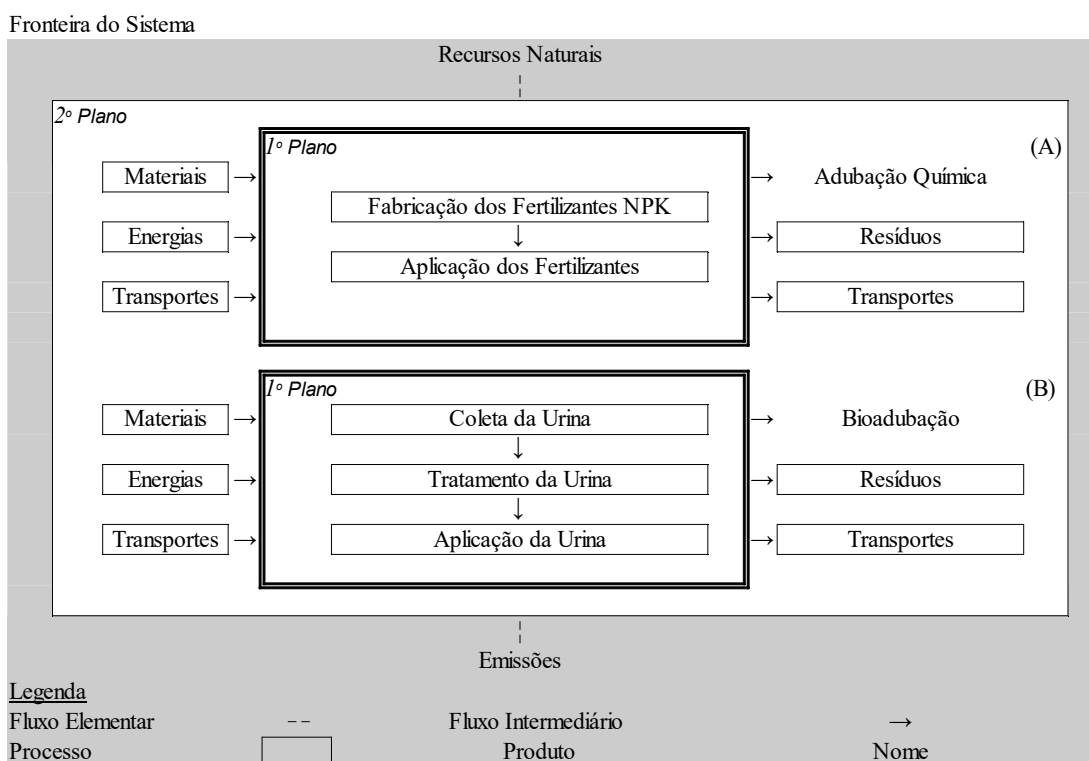 Fronteira do Sistema
Recursos Naturais
2º Plano
1º Plano (A)
Materiais → → Adubação Química
Fabricação dos Fertilizantes NPK
Energias → ↓ → Resíduos
Aplicação dos Fertilizantes
Transportes → → Transportes
1º Plano (B)
Materiais → Coleta da Urina → Bioadubação
↓
Energias → Tratamento da Urina → Resíduos
↓
Transportes → Aplicação da Urina → Transportes
Emissões
Legenda
Fluxo Elementar -- Fluxo Intermediário →
Processo Produto Nome